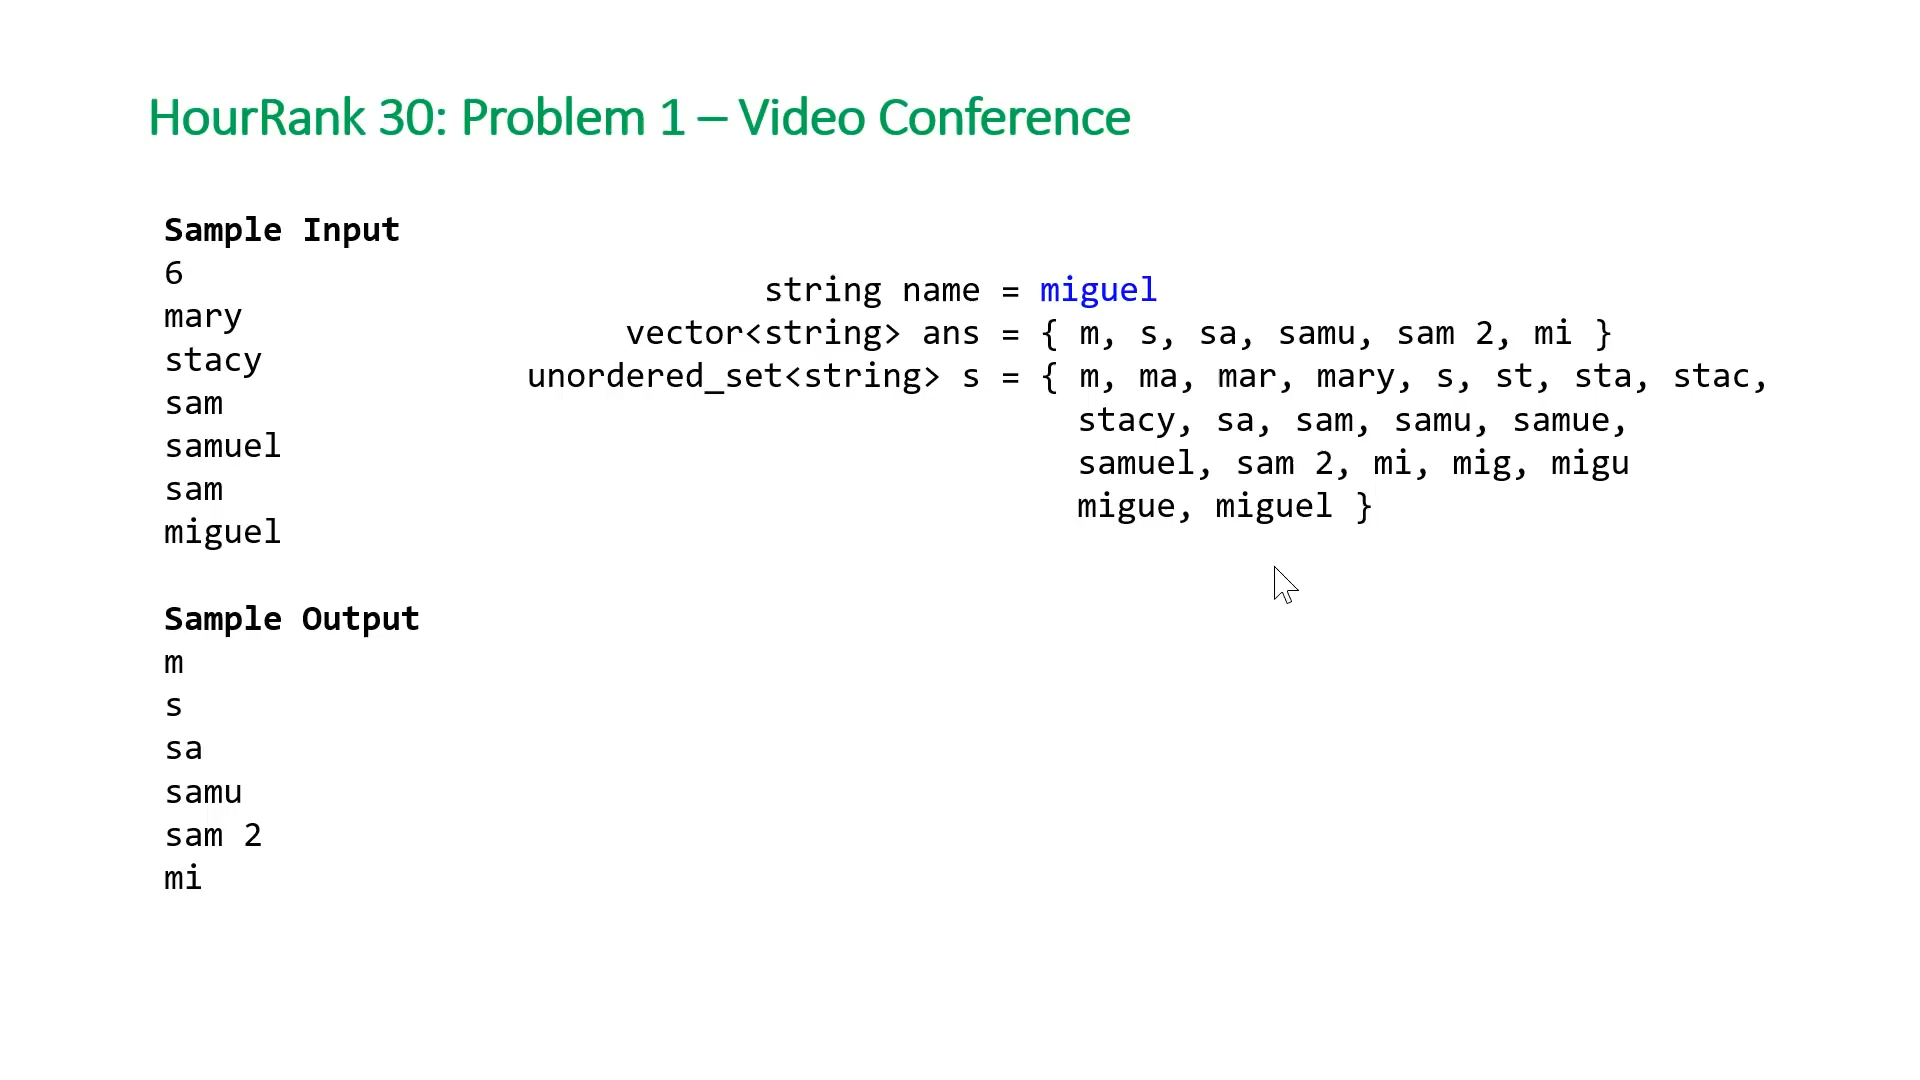 HourRank 30: Problem 1 – Video Conference
Sample Input
6
mary
stacy
sam
samuel
sam
miguel
Sample Output
m
s
sa
samu
sam 2
mi
string name = miguel
vector<string> ans = { m, s, sa, samu, sam 2, mi }
unordered_set<string> s = { m, ma, mar, mary, s, st, sta, stac,
stacy, sa, sam, samu, samue,
samuel, sam 2, mi, mig, migu
migue, miguel }